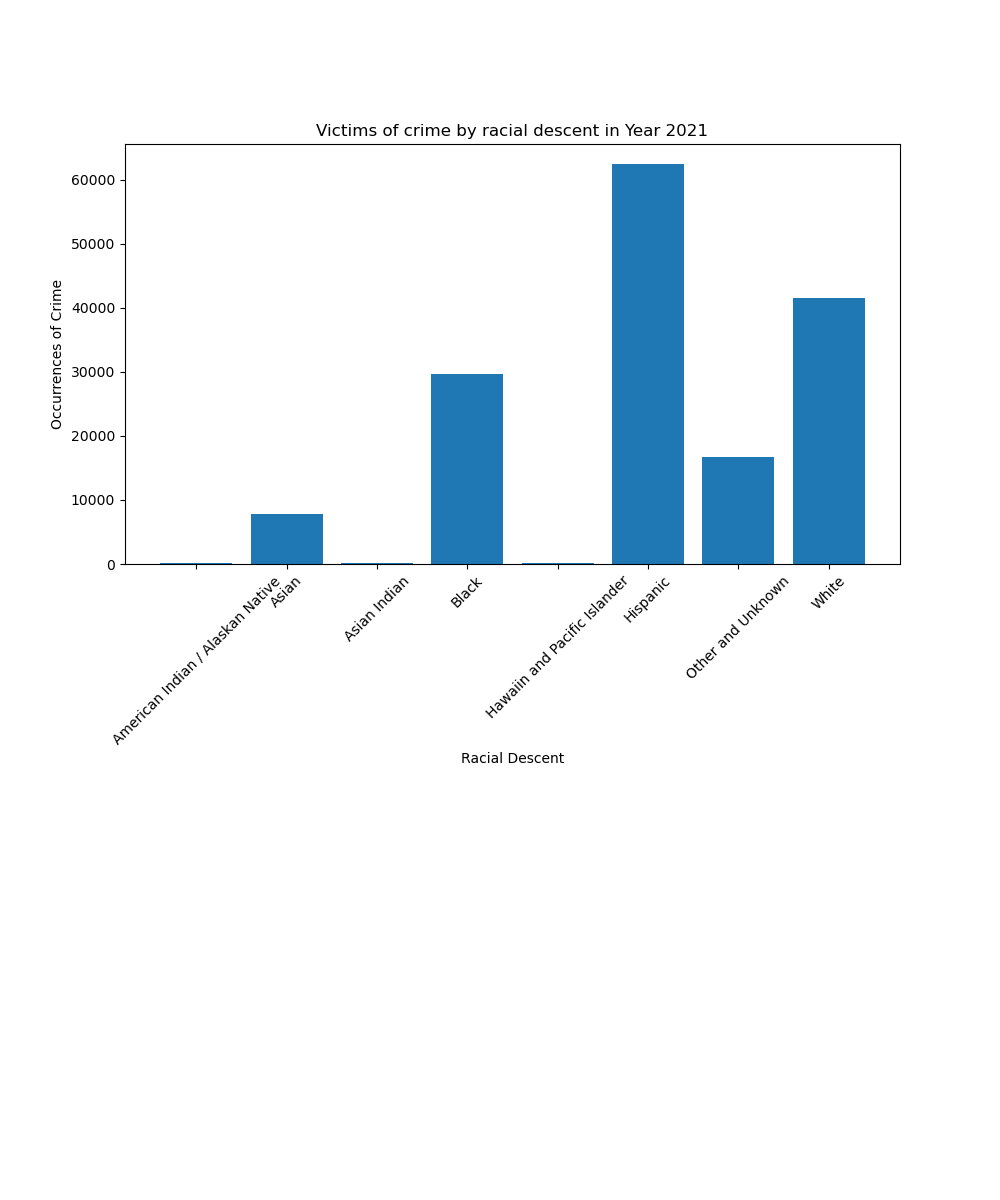 Victims of crime by racial descent in Year 2021
Occurrences of Crime
60000
50000
40000
30000
20000
10000
0
American Indian / Alaskan Native
Asian
Asian Indian
Black
Hawaiin and Pacific Islander
Hispanic
Other and Unknown
White
Racial Descent